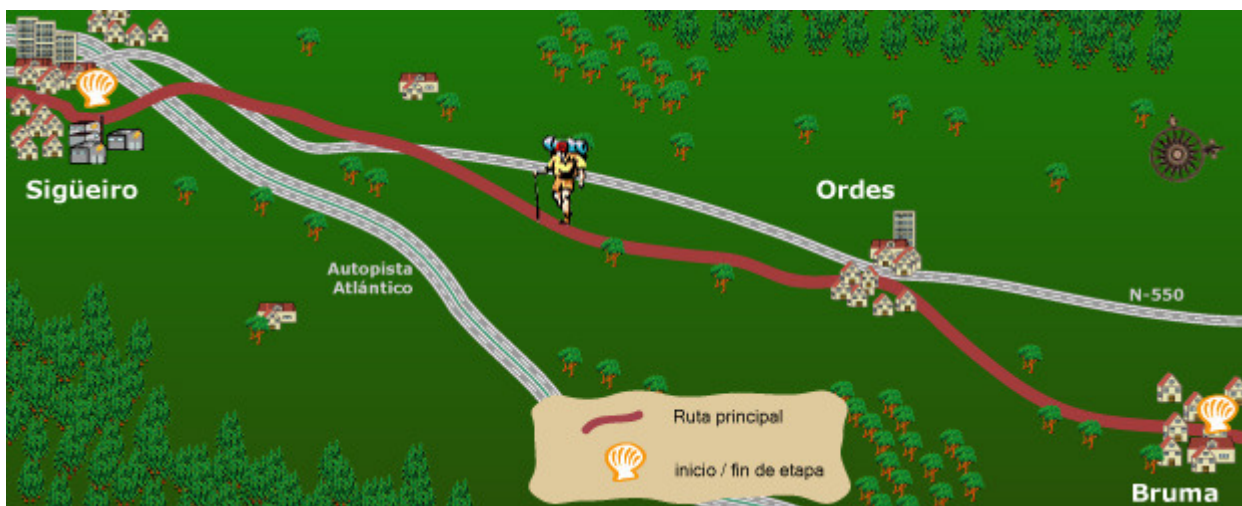 Sigüeiro
Ordes
Autopista
Atlántico
N-550
Ruta principal
inicio / fin de etapa
Bruma